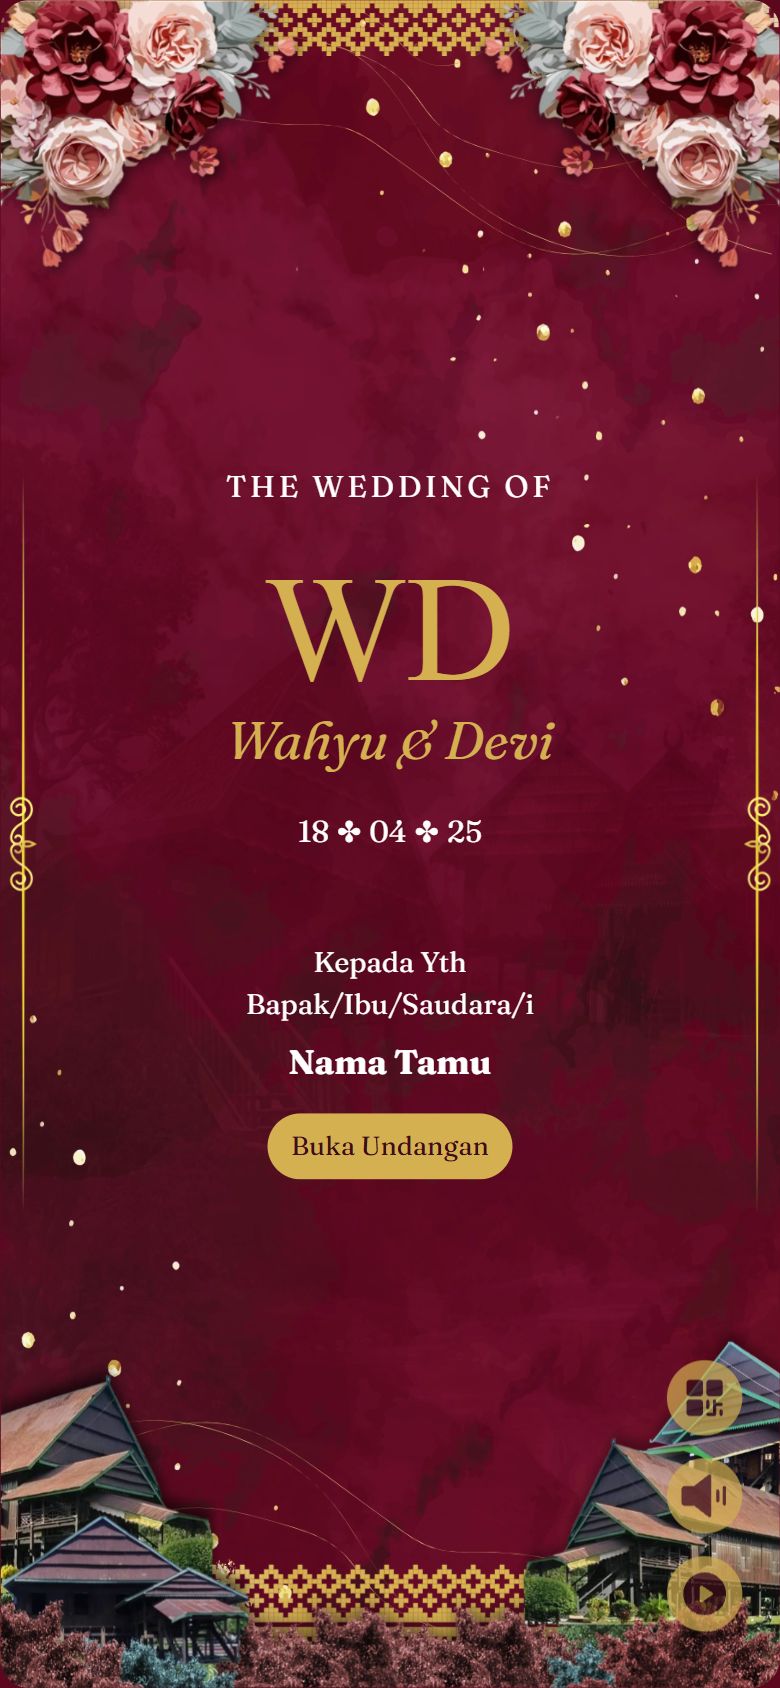 THE WEDDING OF
WD
Wahyu & Devi
18 ✤ 04 ✤ 25
Kepada Yth
Bapak/Ibu/Saudara/i
Nama Tamu
Buka Undangan